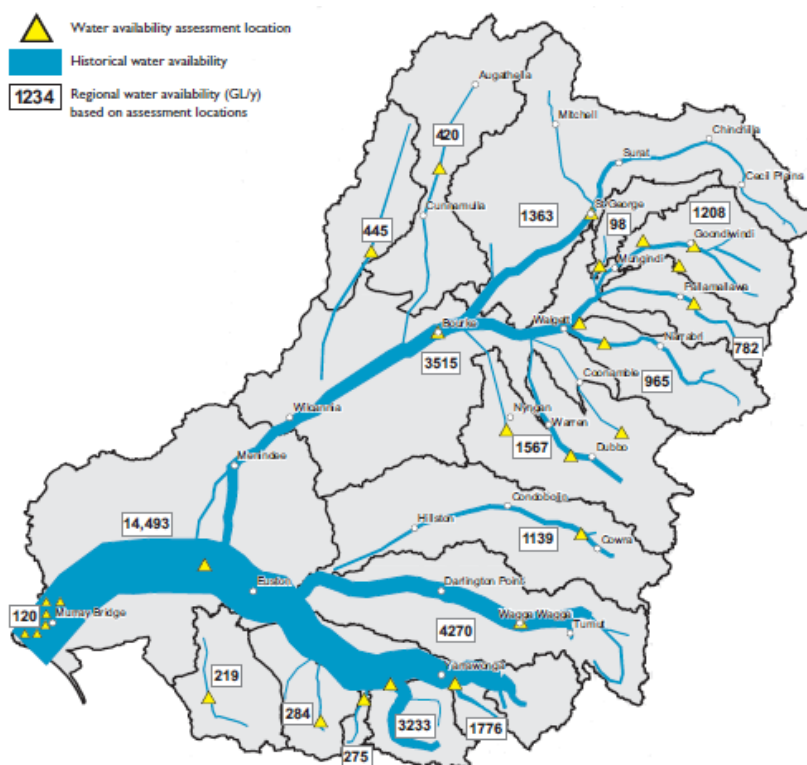 Water availability assessment location
Historical water availability
1234 Regional water availability (GL/y)
based on assessment locations
Augathella
Mitchell
Chinchilla
420
Surat
Cecil Plains
Cunnamulla
1363
St George
98
1208
445
Goondiwindi
Mungindi
Pallamallawa
Bourke
Walgett
Narrabri
782
3515
Coonamble
965
Wilcannia
Nyngan
Warren
1567
Dubbo
Menindee
14,493
Condobolin
Hillston
1139
Cowra
Euston
Darlington Point
120
Murray Bridge
Wagga Wagga
4270
Tumut
219
Yarrawonga
284
3233
1776
275